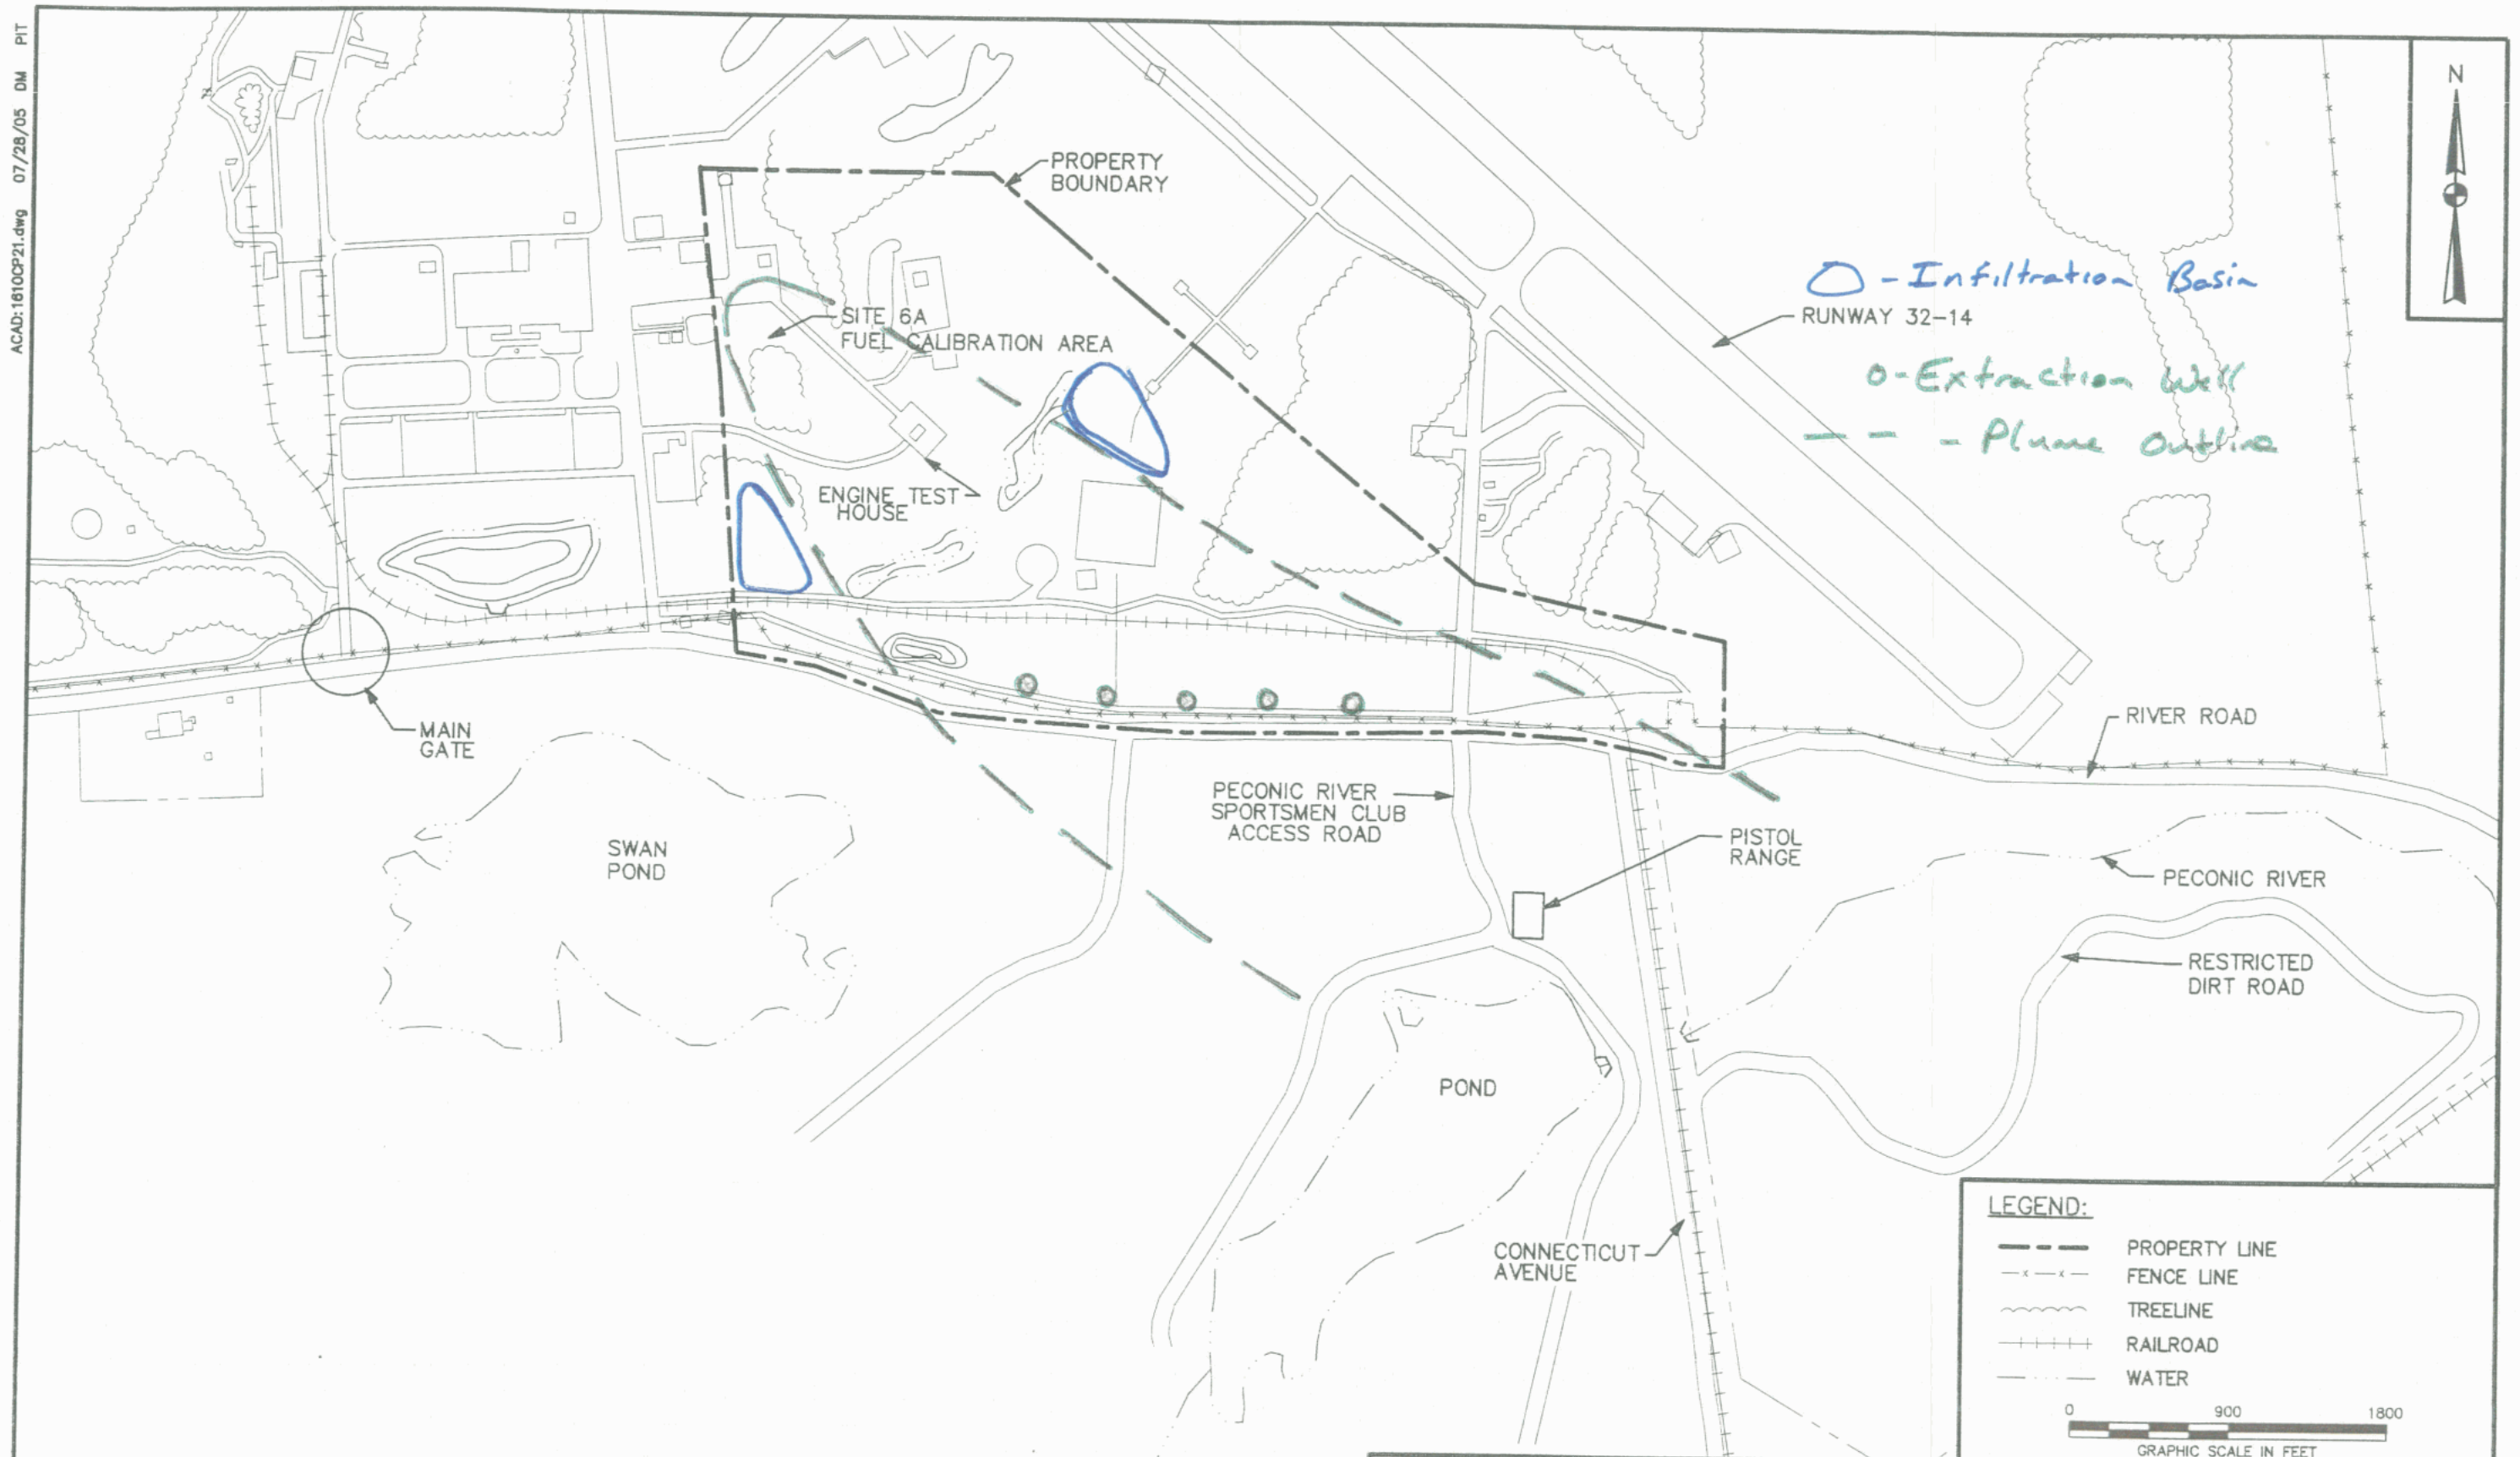 ACAD: 1610CP21.dwg 07/28/05 DM PIT
N
PROPERTY
BOUNDARY
O - Infiltration Basin
RUNWAY 32-14
SITE 6A
FUEL CALIBRATION AREA
O - Extraction Well
— — - Plume Outline
ENGINE TEST
HOUSE
MAIN
GATE
RIVER ROAD
PECONIC RIVER
SPORTSMEN CLUB
ACCESS ROAD
PISTOL
RANGE
SWAN
POND
PECONIC RIVER
RESTRICTED
DIRT ROAD
POND
CONNECTICUT
AVENUE
LEGEND:
PROPERTY LINE
FENCE LINE
TREELINE
RAILROAD
WATER
0 900 1800
GRAPHIC SCALE IN FEET